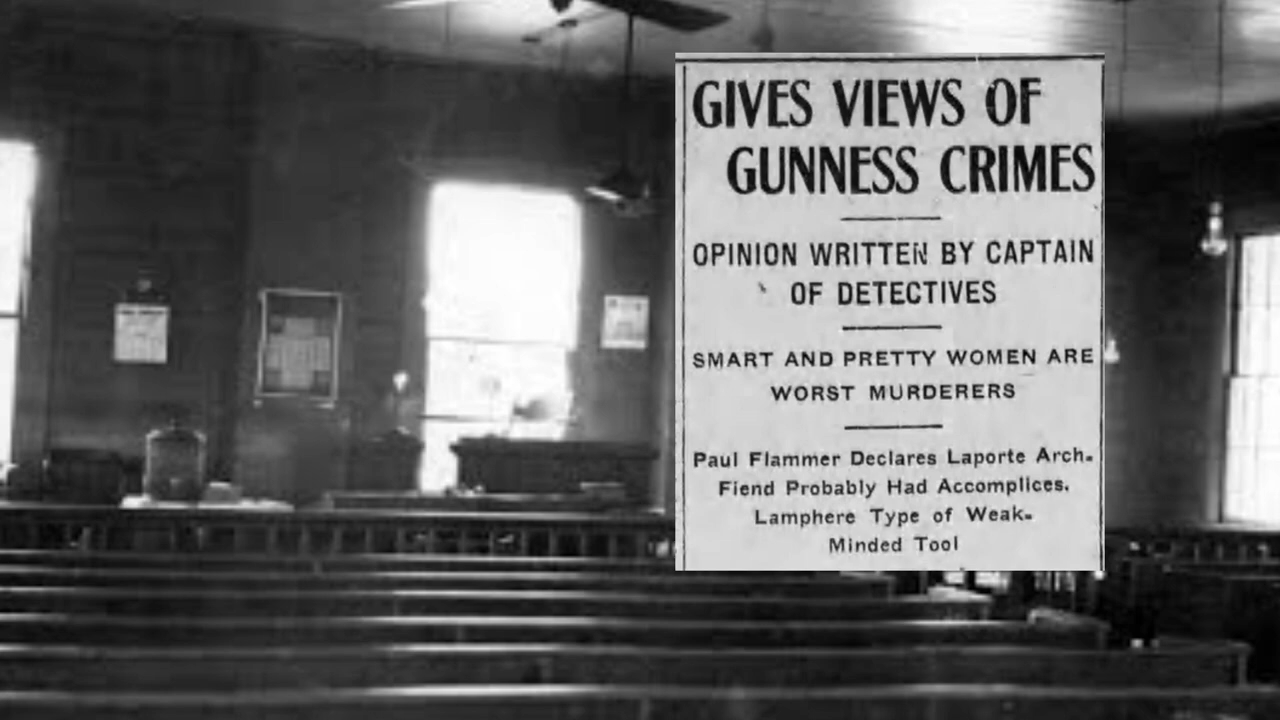 GIVES VIEWS OF
GUNNESS CRIMES
OPINION WRITTEN BY CAPTAIN
OF DETECTIVES
SMART AND PRETTY WOMEN ARE
WORST MURDERERS
Paul Flammer Declares Laporte Arch-
Fiend Probably Had Accomplices.
Lamphere Type of Weak-
Minded Tool